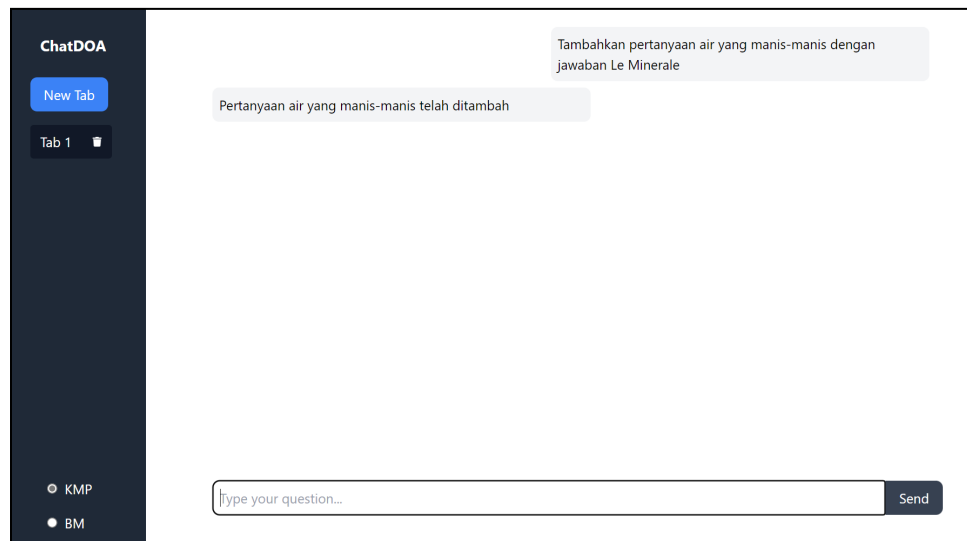 ChatDOA
New Tab
Tab 1
KMP
BM
Tambahkan pertanyaan air yang manis-manis dengan
jawaban Le Minerale
Pertanyaan air yang manis-manis telah ditambah
Type your question...
Send